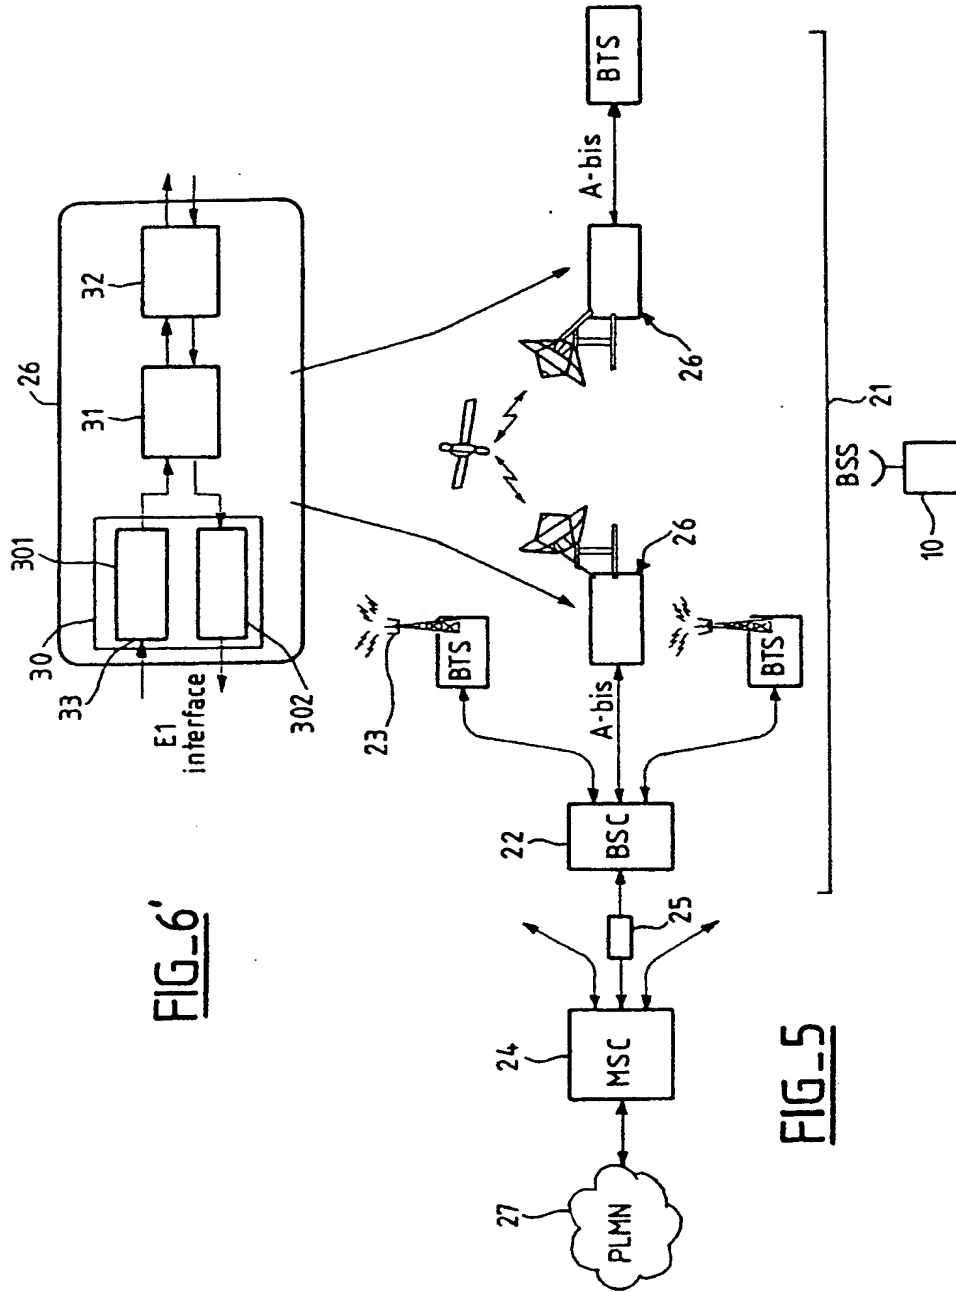 26
30
301
33
31
32
E1
interface
302
FIG_6'
23
BTS
A-bis
26
26
A-bis
BTS
27
PLMN
24
MSC
25
22
BSC
BTS
21
BSS
10
FIG_5